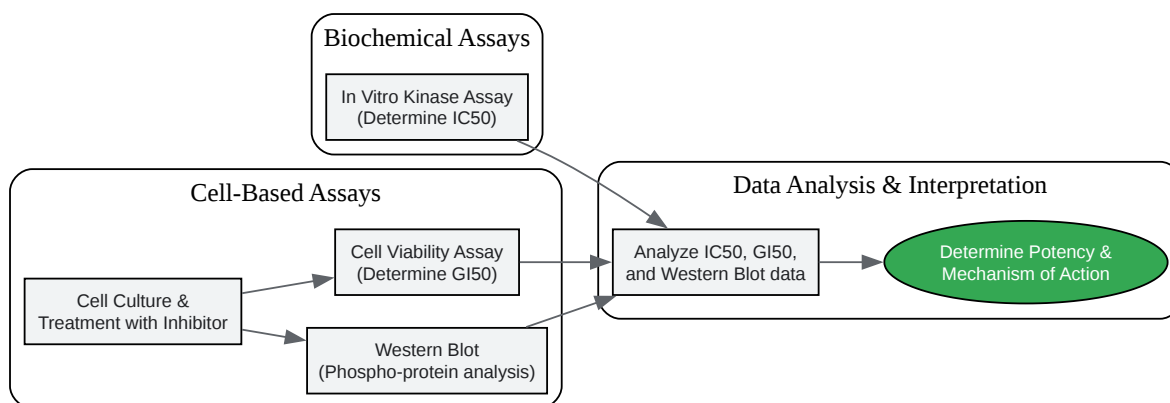 Biochemical Assays
In Vitro Kinase Assay
(Determine IC50)
Cell-Based Assays
Cell Viability Assay
(Determine GI50)
Cell Culture &
Treatment with Inhibitor
Western Blot
(Phospho-protein analysis)
Data Analysis & Interpretation
Analyze IC50, GI50,
and Western Blot data
Determine Potency &
Mechanism of Action